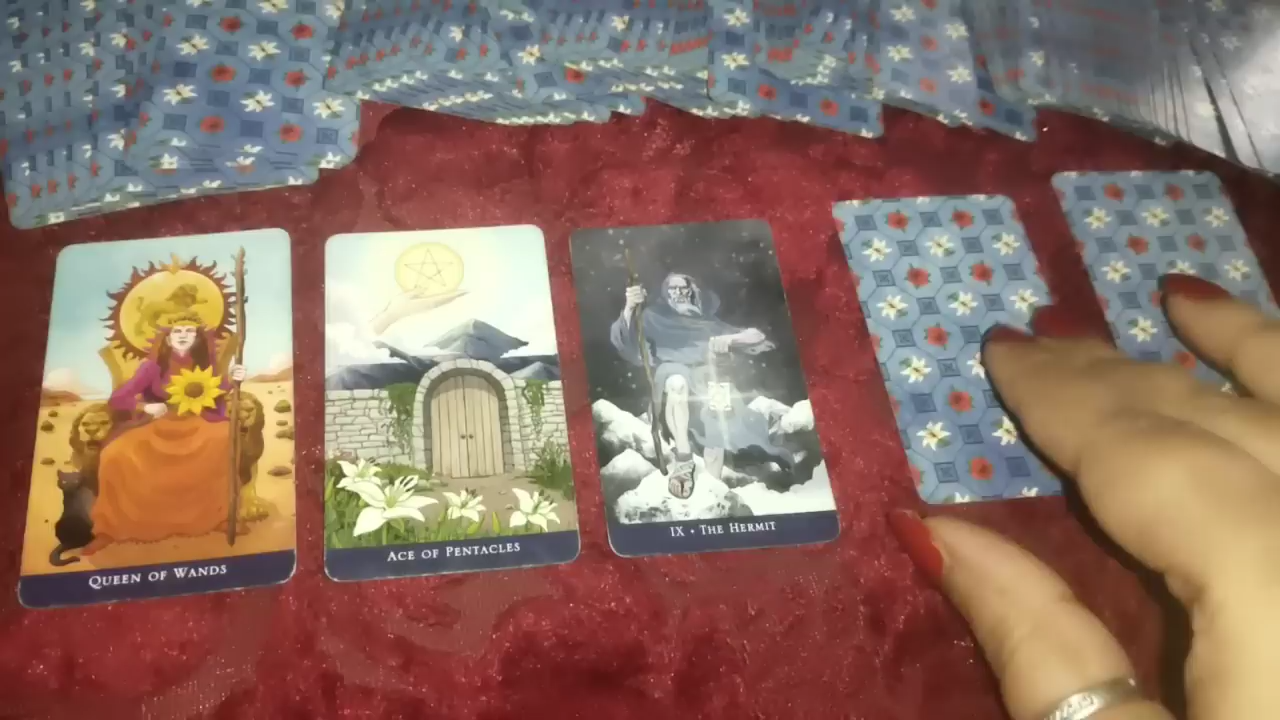 QUEEN OF WANDS
ACE OF PENTACLES
IX • THE HERMIT